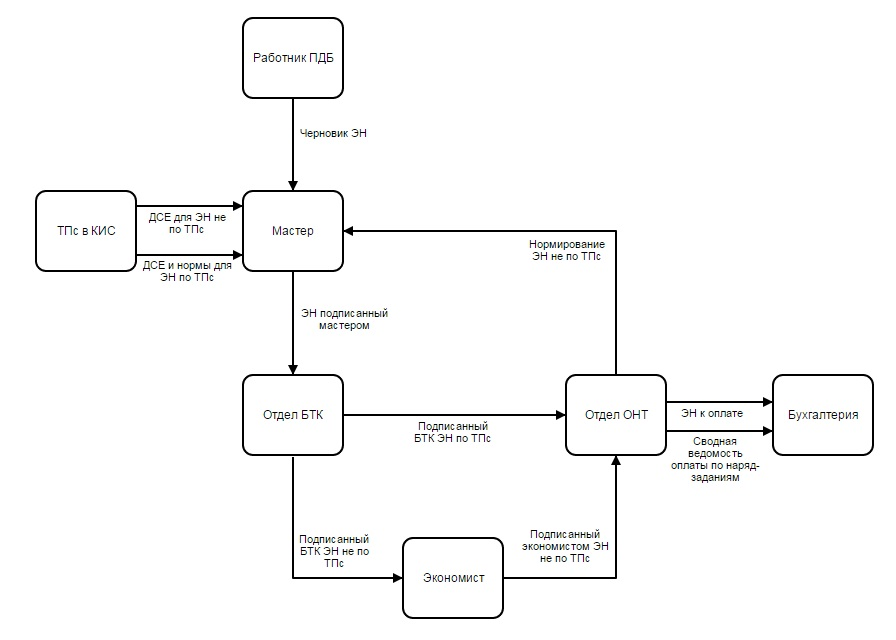 Работник ПДБ
Черновик ЭН
ТПс в КИС
ДСЕ для ЭН не
по ТПс
ДСЕ и нормы для
ЭН по ТПс
Мастер
Нормирование
ЭН не по ТПс
ЭН подписанный
мастером
Отдел БТК
Подписанный
БТК ЭН по ТПс
Отдел ОНТ
ЭН к оплате
Сводная
ведомость
оплаты по наряд-
заданиям
Бухгалтерия
Подписанный
БТК ЭН не по
ТПс
Экономист
Подписанный
экономистом ЭН
не по ТПс